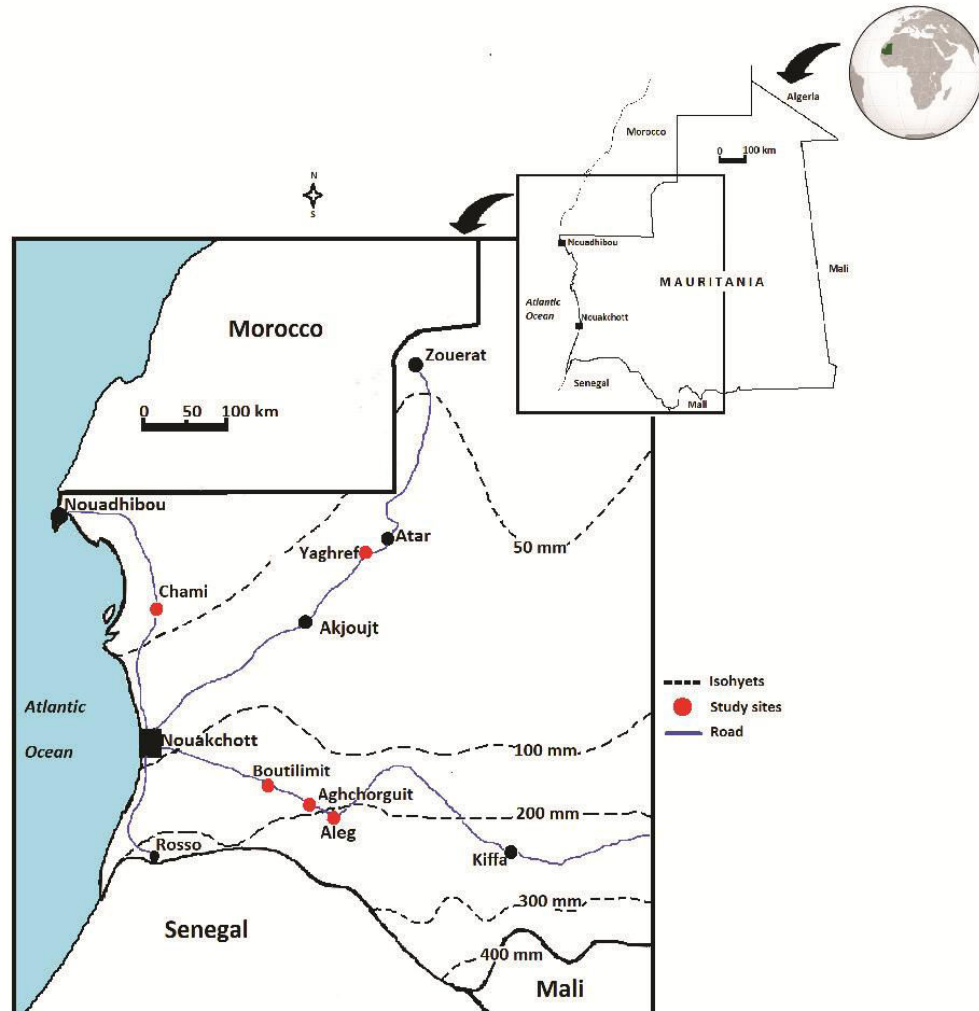 Algeria
Morocco
0 100 km
N
S
Nouadhibou
Mali
MAURITANIA
Atlantic
Ocean
Nouakchott
Senegal
Mali
Morocco
Zouerat
0 50 100 km
Nouadhibou
50 mm
Atar
Yaghref
Chami
Akjoujt
Isohyets
Study sites
Road
Atlantic
Ocean
Nouakchott
100 mm
Boutilimit
Aghchorguit
200 mm
Aleg
Rosso
Kiffa
300 mm
Senegal
400 mm
Mali